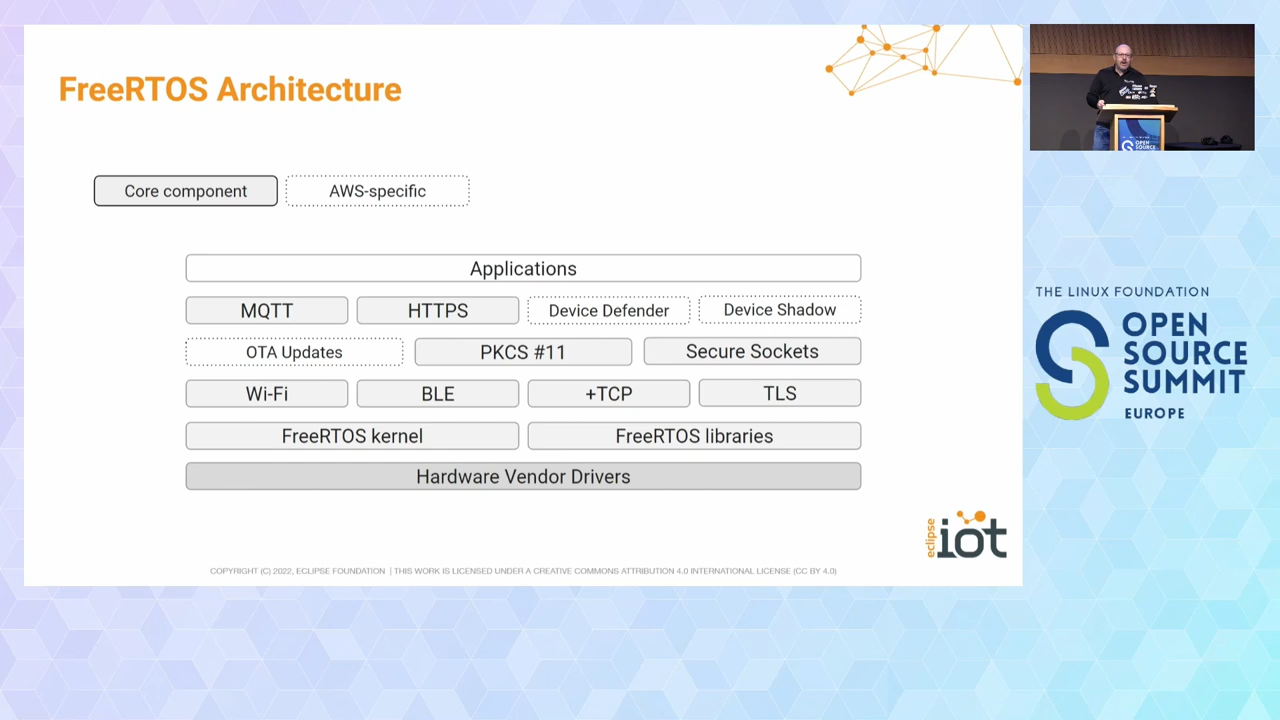 FreeRTOS Architecture
Core component
AWS-specific
Applications
MQTT
HTTPS
Device Defender
Device Shadow
OTA Updates
PKCS #11
Secure Sockets
Wi-Fi
BLE
+TCP
TLS
FreeRTOS kernel
FreeRTOS libraries
Hardware Vendor Drivers
eclipse
iot
COPYRIGHT (C) 2022, ECLIPSE FOUNDATION | THIS WORK IS LICENSED UNDER A CREATIVE COMMONS ATTRIBUTION 4.0 INTERNATIONAL LICENSE (CC BY 4.0)
OPEN
SOURCE
THE LINUX FOUNDATION
OPEN
SOURCE
SUMMIT
EUROPE